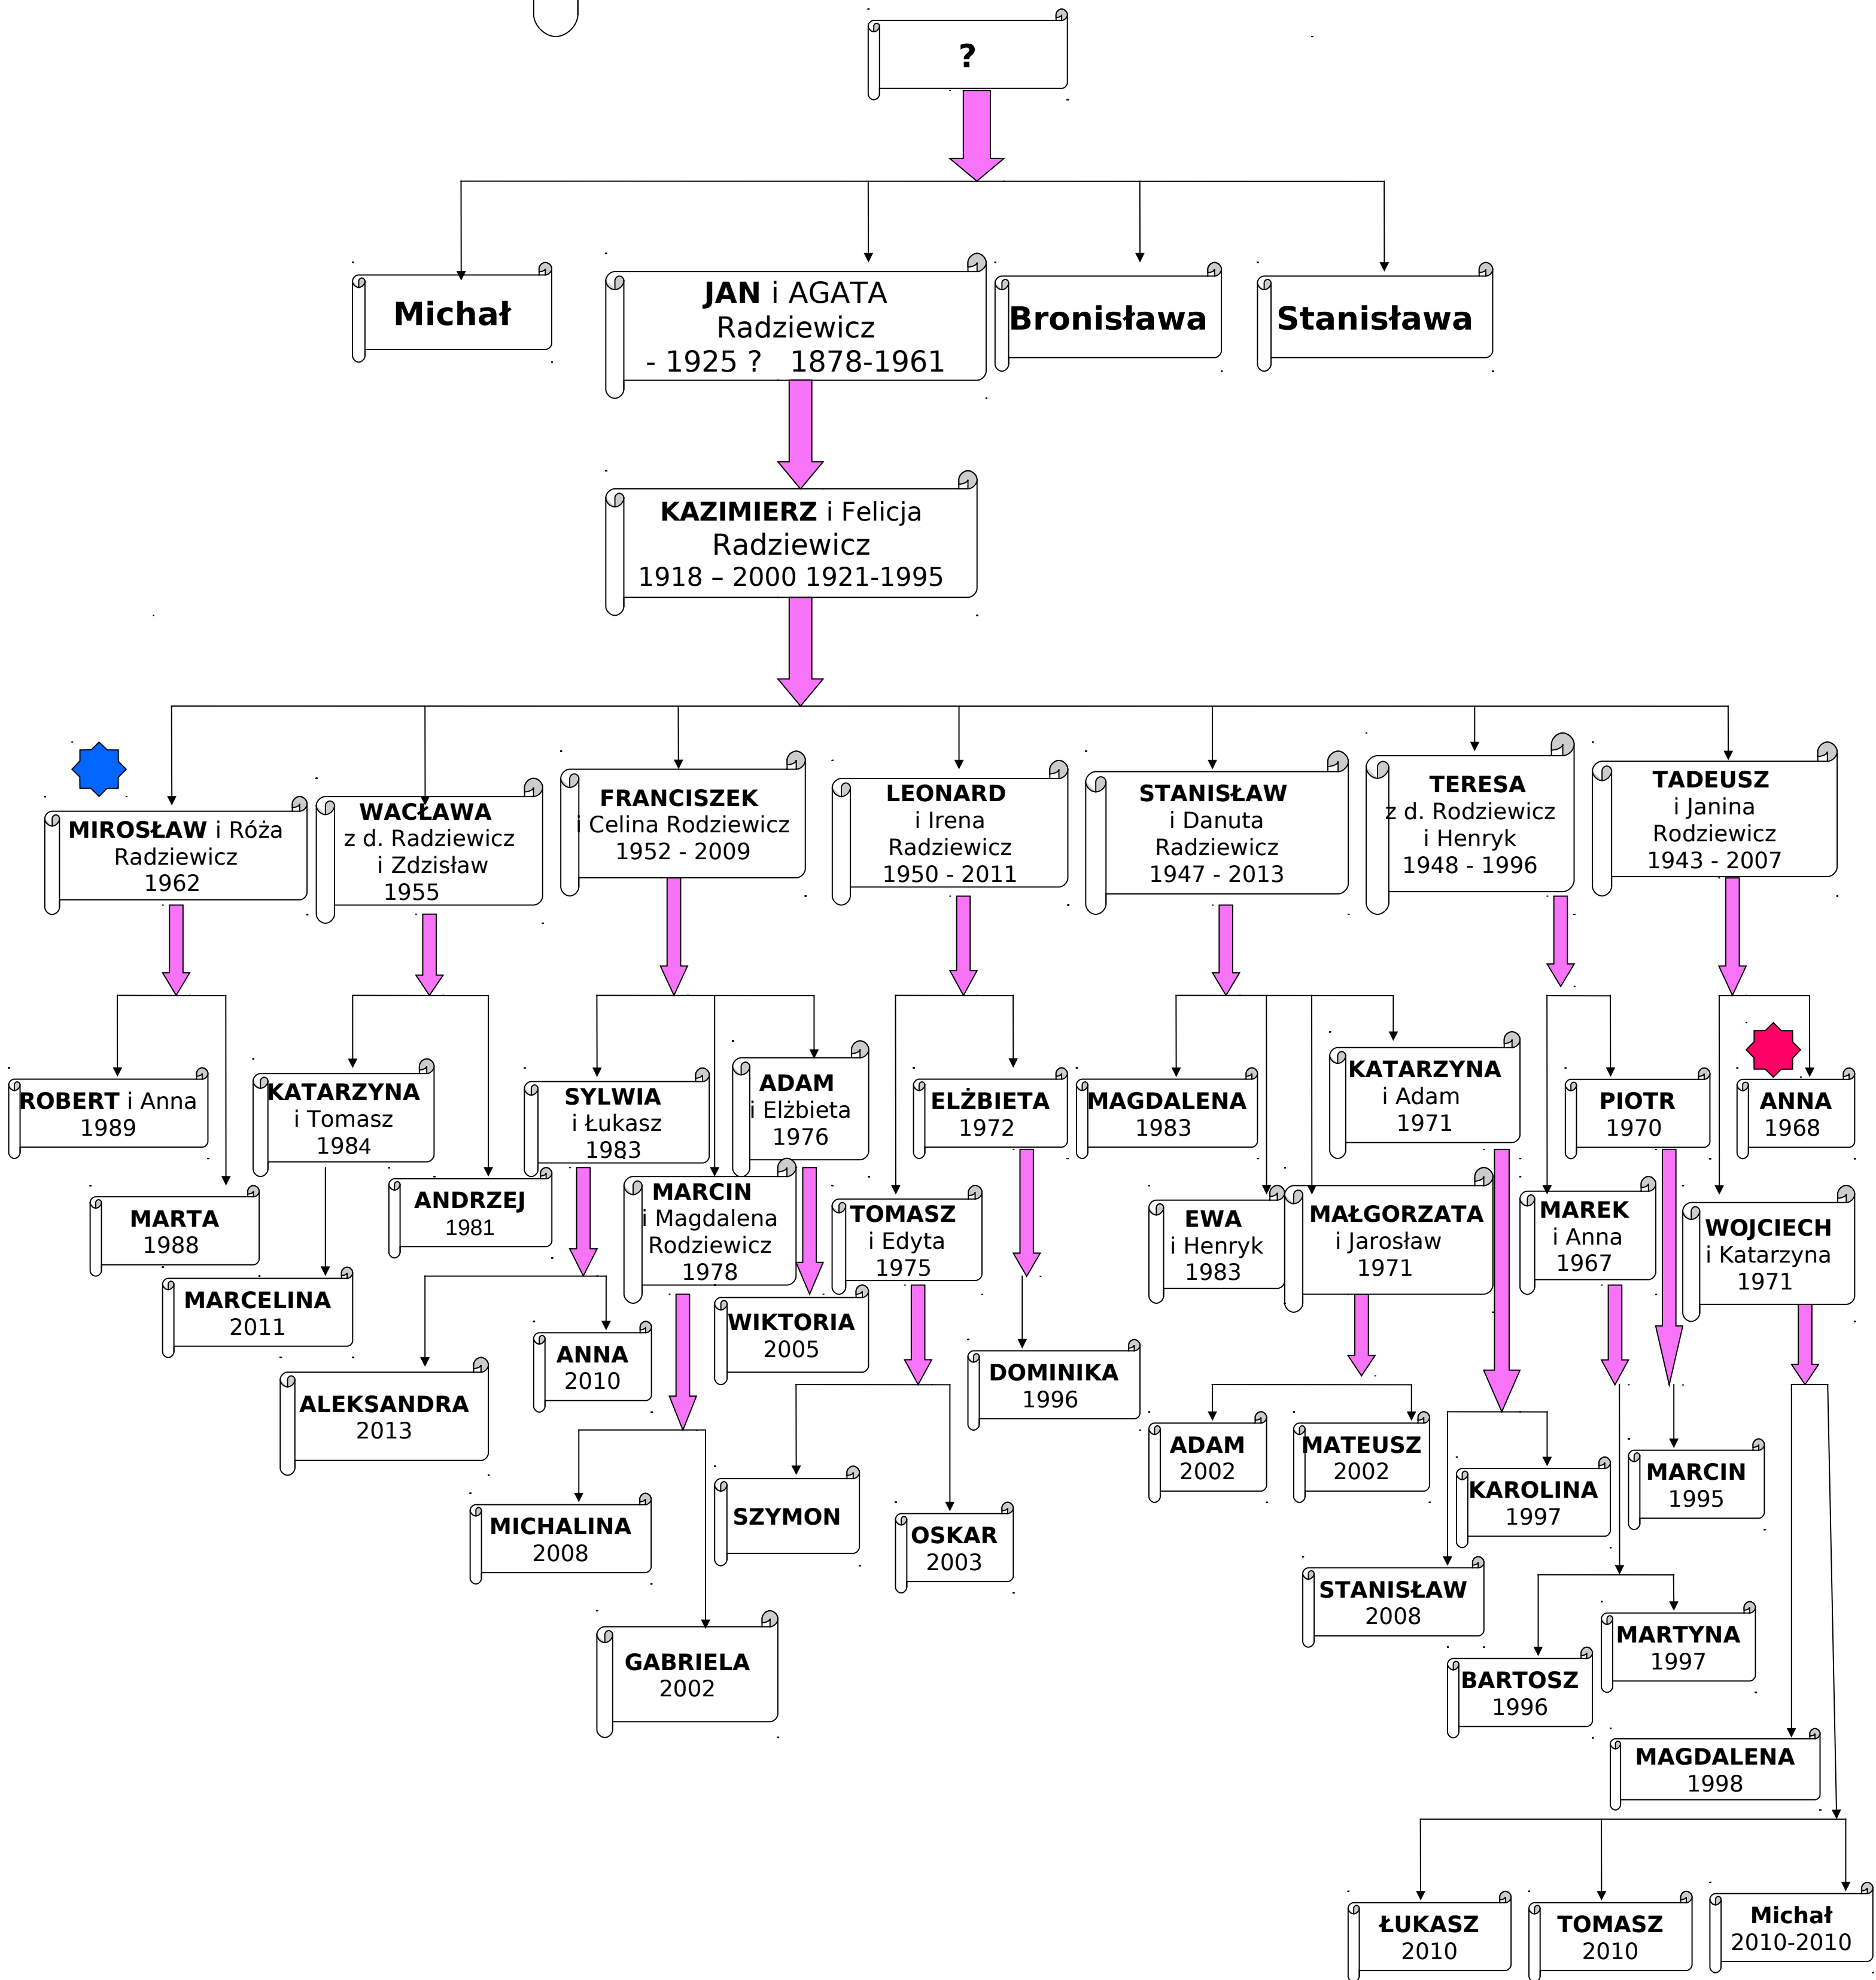 ?
Michał
JAN i AGATA
Radziewicz
- 1925 ? 1878-1961
Bronisława
Stanisława
KAZIMIERZ i Felicja
Radziewicz
1918 – 2000 1921-1995
MIROSŁAW i Róża
Radziewicz
1962
WACŁAWA
z d. Radziewicz
i Zdzisław
1955
FRANCISZEK
i Celina Rodziewicz
1952 - 2009
LEONARD
i Irena
Radziewicz
1950 - 2011
STANISŁAW
i Danuta
Radziewicz
1947 - 2013
TERESA
z d. Rodziewicz
i Henryk
1948 - 1996
TADEUSZ
i Janina
Rodziewicz
1943 - 2007
ROBERT i Anna
1989
KATARZYNA
i Tomasz
1984
SYLWIA
i Łukasz
1983
ADAM
i Elżbieta
1976
ELŻBIETA
1972
MAGDALENA
1983
KATARZYNA
i Adam
1971
PIOTR
1970
ANNA
1968
MARTA
1988
ANDRZEJ
1981
MARCIN
i Magdalena
Rodziewicz
1978
TOMASZ
i Edyta
1975
EWA
i Henryk
1983
MAŁGORZATA
i Jarosław
1971
MAREK
i Anna
1967
WOJCIECH
i Katarzyna
1971
MARCELINA
2011
ANNA
2010
WIKTORIA
2005
DOMINIKA
1996
ALEKSANDRA
2013
ADAM
2002
MATEUSZ
2002
KAROLINA
1997
MARCIN
1995
MICHALINA
2008
SZYMON
OSKAR
2003
STANISŁAW
2008
GABRIELA
2002
MARTYNA
1997
BARTOSZ
1996
MAGDALENA
1998
ŁUKASZ
2010
TOMASZ
2010
Michał
2010-2010